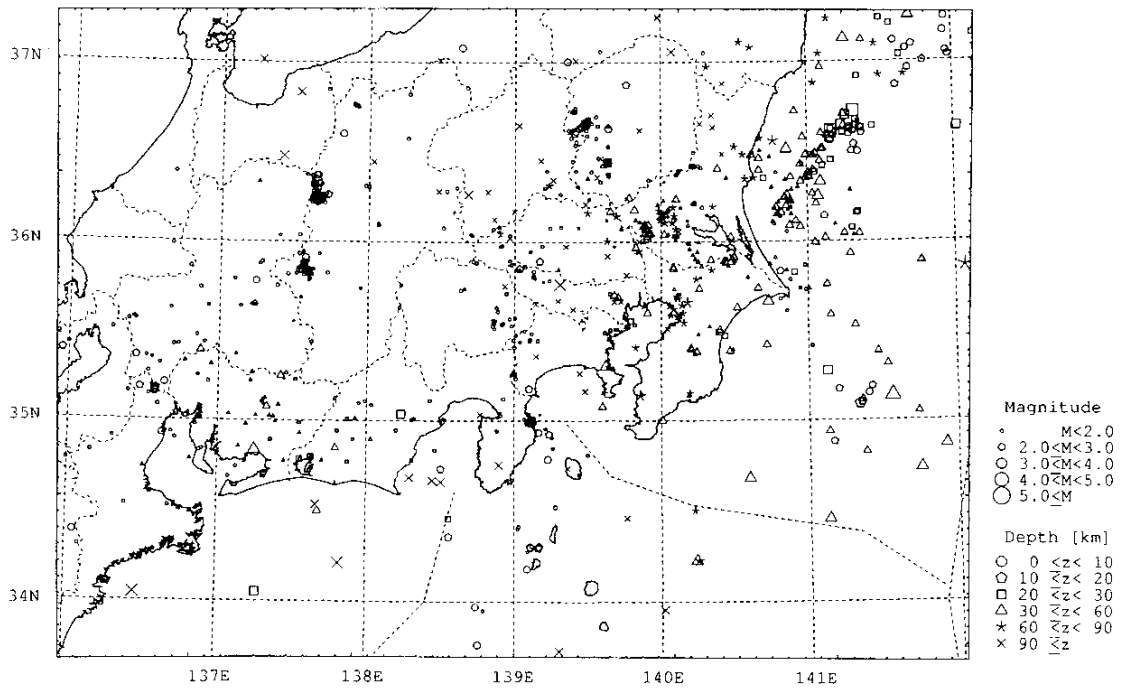 37N
36N
35N
34N
137E 138E 139E 140E 141E
Magnitude
M<2.0
2.0≤M<3.0
3.0≤M<4.0
4.0≤M<5.0
5.0≤M
Depth [km]
0 ≤z< 10
10 ≤z< 20
20 ≤z< 30
30 ≤z< 60
60 ≤z< 90
90 ≤z